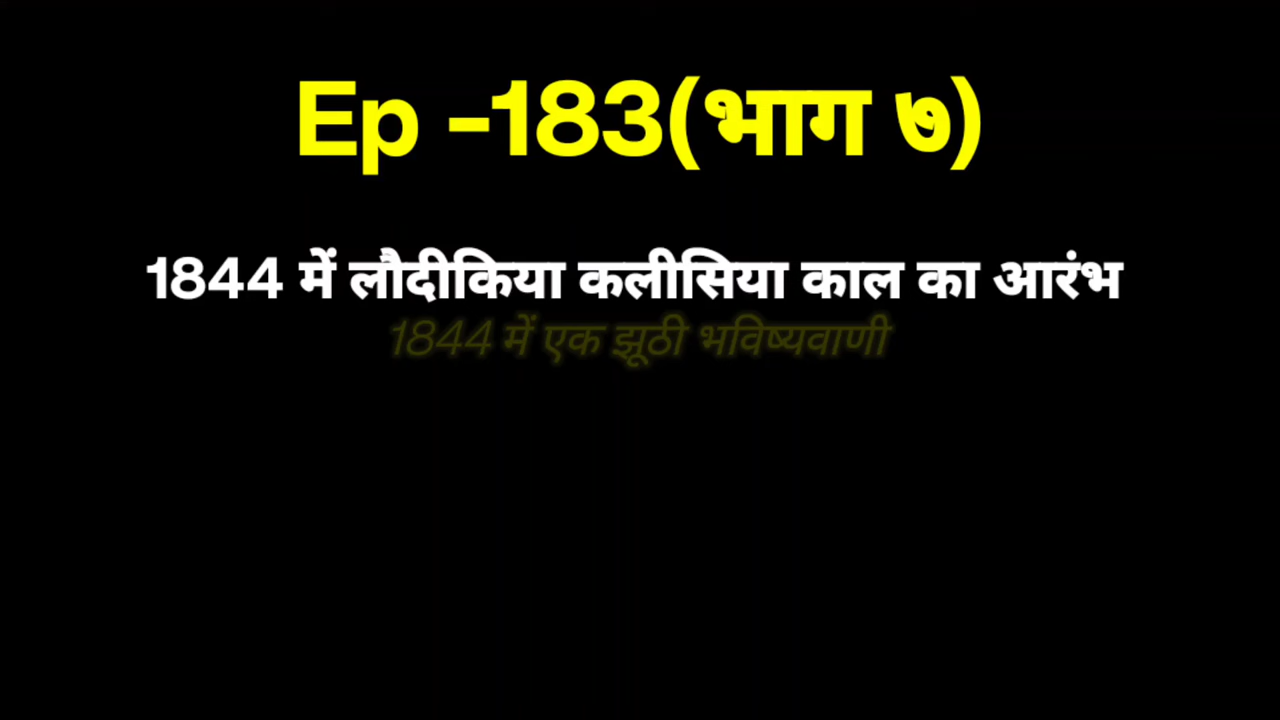 Ep -183(भाग ७)
1844 में लौदीकिया कलीसिया काल का आरंभ
1844 में एक झूठी भविष्यवाणी